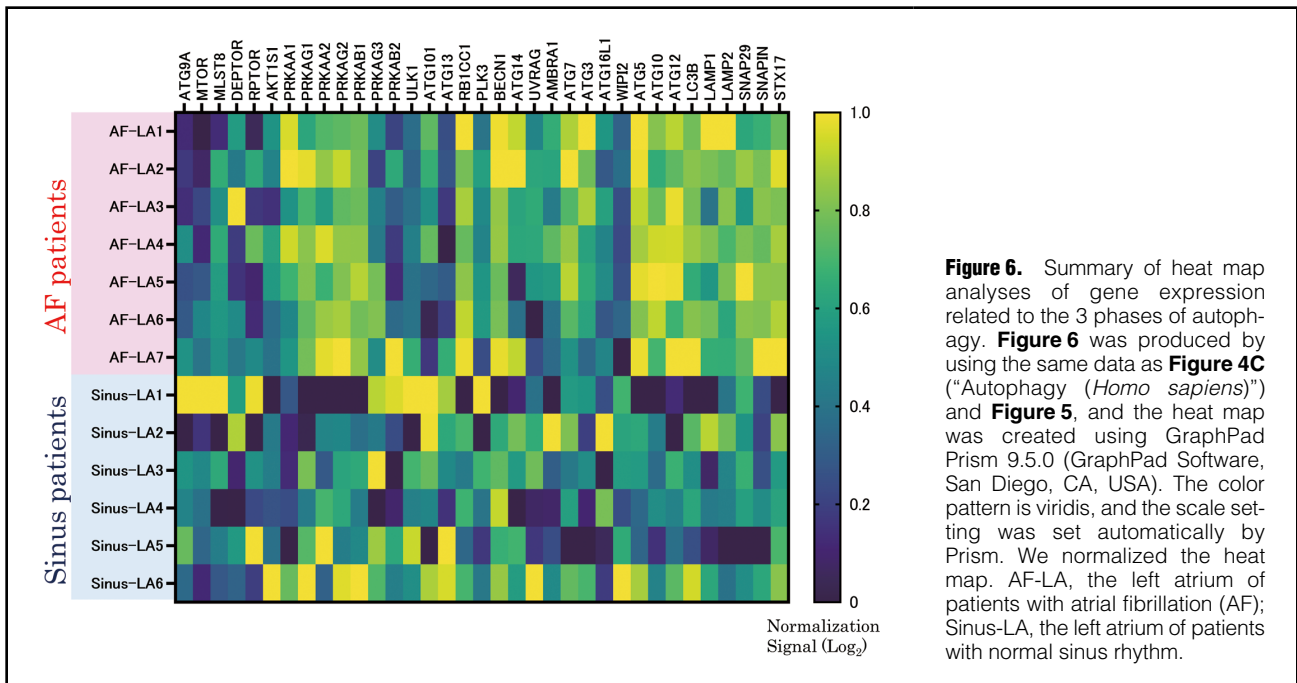 ATG9A
MTOR
MLST8
DEPTOR
RPTOR
AKT1S1
PRKAA1
PRKAG1
PRKAA2
PRKAG2
PRKAB1
PRKAG3
PRKAB2
ULK1
ATG101
ATG13
RB1CC1
PLK3
BECN1
ATG14
UVRAG
AMBRA1
ATG7
ATG3
ATG16L1
WIPI2
ATG5
ATG10
ATG12
LC3B
LAMP1
LAMP2
SNAP29
SNAPIN
STX17
AF patients
AF-LA1
AF-LA2
AF-LA3
AF-LA4
AF-LA5
AF-LA6
AF-LA7
Sinus patients
Sinus-LA1
Sinus-LA2
Sinus-LA3
Sinus-LA4
Sinus-LA5
Sinus-LA6
1.0
0.8
0.6
0.4
0.2
0
Normalization
Signal (Log₂)
Figure 6. Summary of heat map
analyses of gene expression
related to the 3 phases of autoph-
agy. Figure 6 was produced by
using the same data as Figure 4C
(“Autophagy (Homo sapiens)”)
and Figure 5, and the heat map
was created using GraphPad
Prism 9.5.0 (GraphPad Software,
San Diego, CA, USA). The color
pattern is viridis, and the scale set-
ting was set automatically by
Prism. We normalized the heat
map. AF-LA, the left atrium of
patients with atrial fibrillation (AF);
Sinus-LA, the left atrium of patients
with normal sinus rhythm.